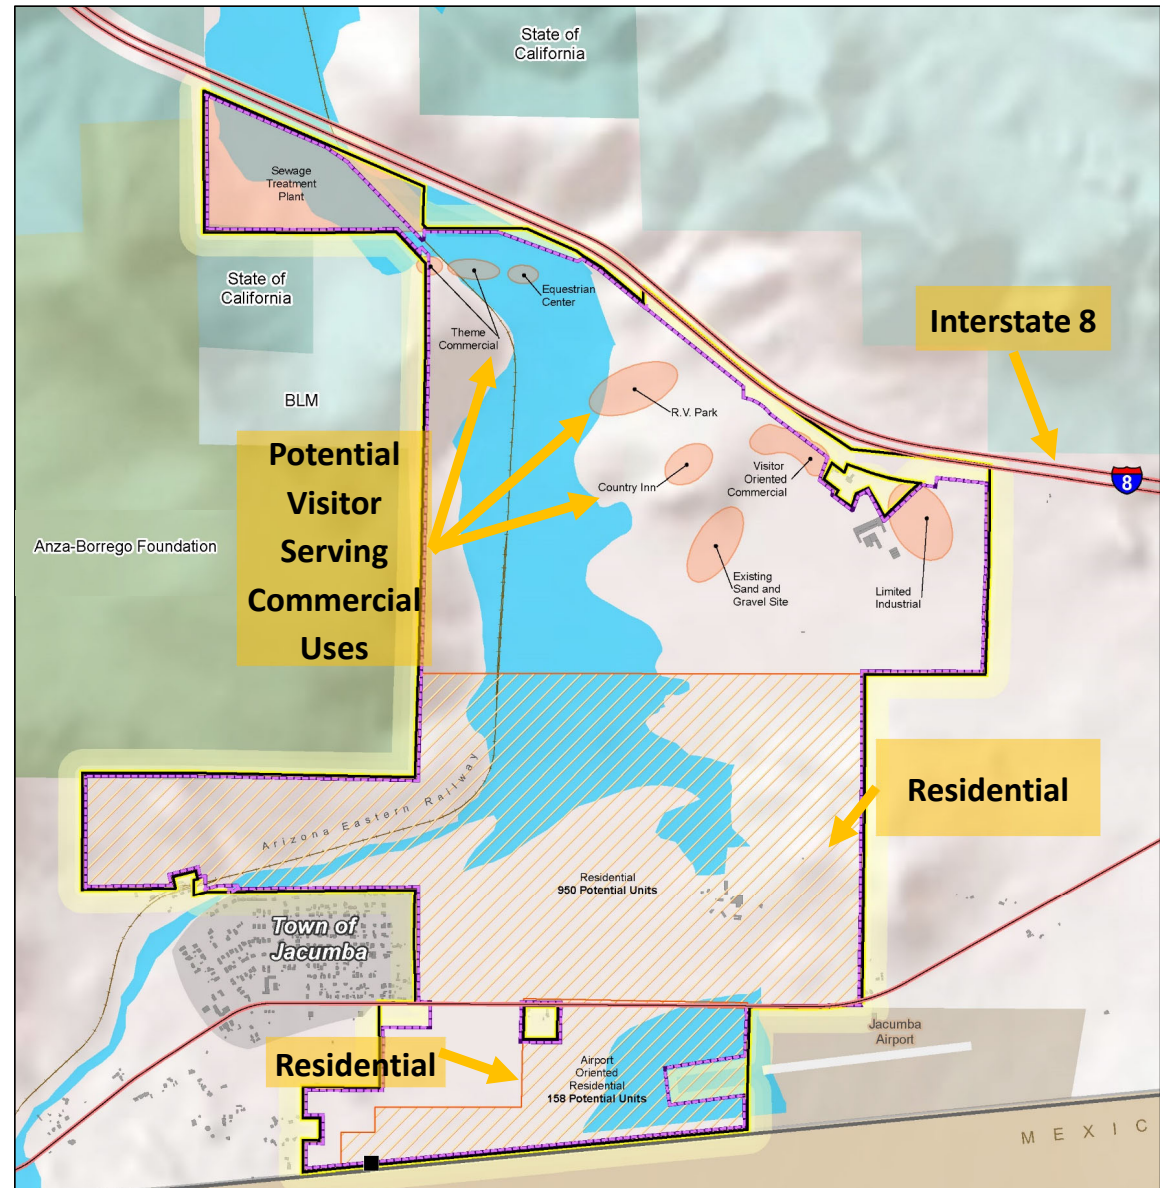 State of
California
Sewage
Treatment
Plant
State of
California
Equestrian
Center
Theme
Commercial
Interstate 8
BLM
R.V. Park
8
Potential
Visitor
Serving
Commercial
Uses
Country Inn
Visitor
Oriented
Commercial
Anza-Borrego Foundation
Existing
Sand and
Gravel Site
Limited
Industrial
Residential
Arizona Eastern Railway
Residential
950 Potential Units
Town of
Jacumba
Jacumba
Airport
Residential
Airport
Oriented
Residential
158 Potential Units
MEXIC